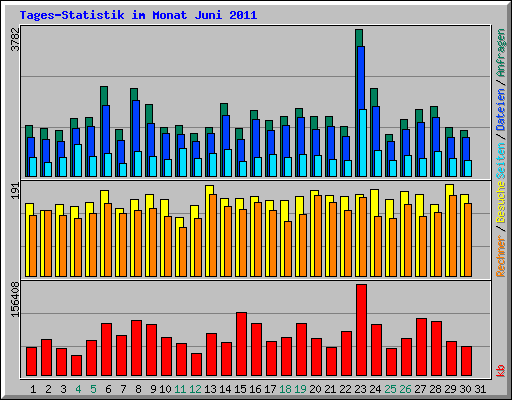 Tages-Statistik im Monat Juni 2011
3782
191
156408
Rechner / Besuche Seiten / Dateien / Anfragen
kb
1 2 3 4 5 6 7 8 9 10 11 12 13 14 15 16 17 18 19 20 21 22 23 24 25 26 27 28 29 30 31